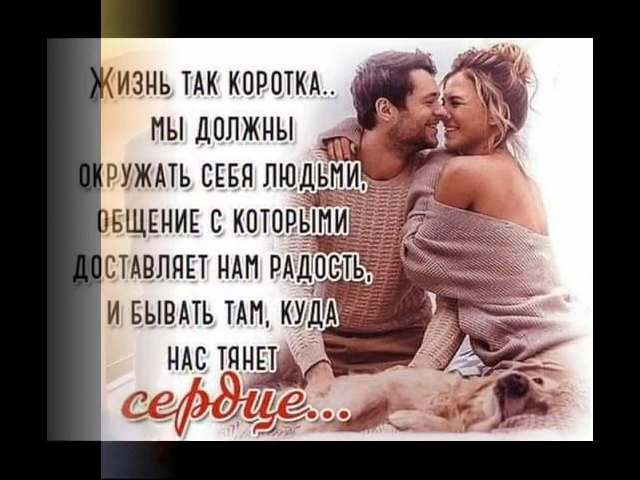 Жизнь так коротка..
мы должны
окружать себя людьми,
общение с которыми
доставляет нам радость,
и бывать там, куда
нас тянет
сердце...